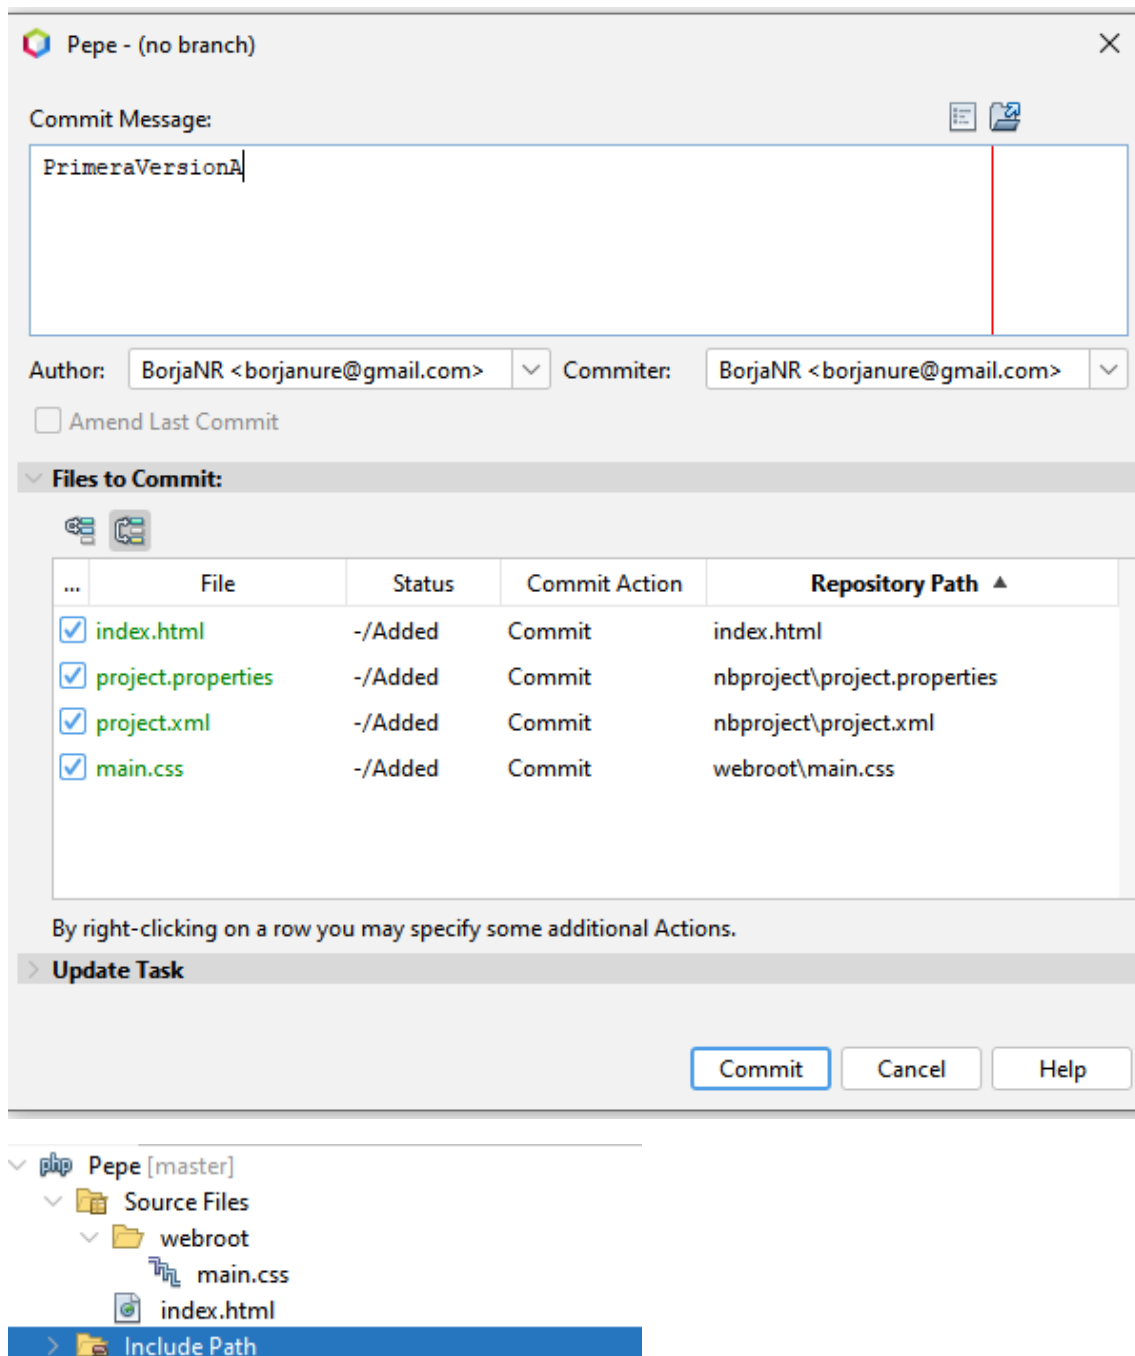 Pepe - (no branch)
Commit Message:
PrimeraVersionA
Author: BorjaNR <borjanure@gmail.com> Commiter: BorjaNR <borjanure@gmail.com>
Amend Last Commit
Files to Commit:
... File Status Commit Action Repository Path
index.html -/Added Commit index.html
project.properties -/Added Commit nbproject\project.properties
project.xml -/Added Commit nbproject\project.xml
main.css -/Added Commit webroot\main.css
By right-clicking on a row you may specify some additional Actions.
Update Task
Commit Cancel Help
php Pepe [master]
Source Files
webroot
main.css
index.html
Include Path